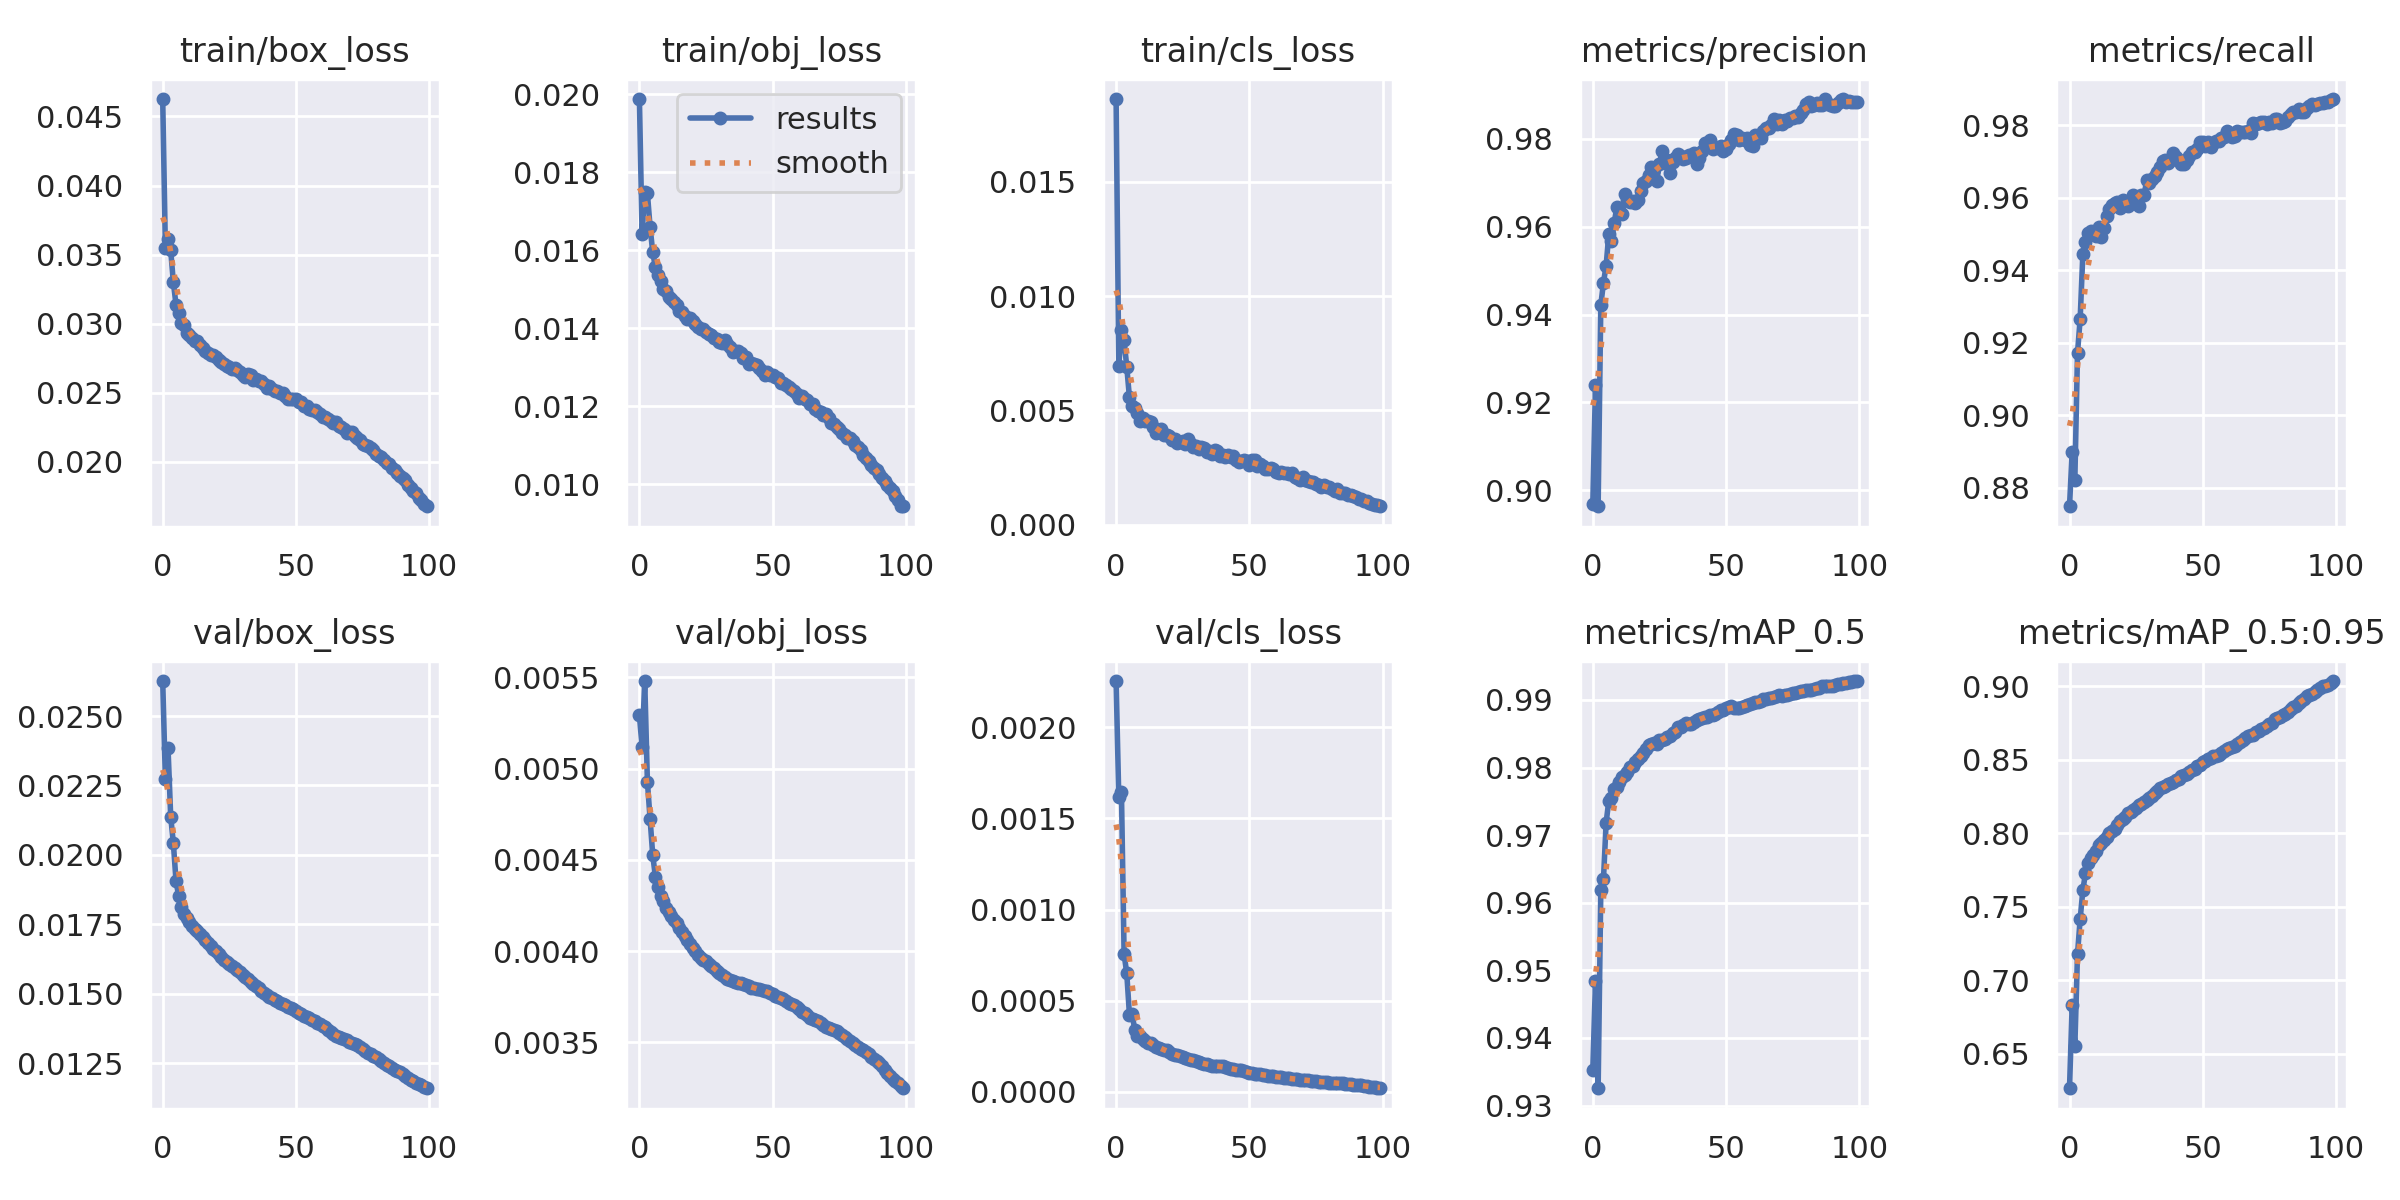 train/box_loss
0.045
0.040
0.035
0.030
0.025
0.020
0 50 100
train/obj_loss
results
smooth
0.020
0.018
0.016
0.014
0.012
0.010
0 50 100
train/cls_loss
0.015
0.010
0.005
0.000
0 50 100
metrics/precision
0.98
0.96
0.94
0.92
0.90
0 50 100
metrics/recall
0.98
0.96
0.94
0.92
0.90
0.88
0 50 100
val/box_loss
0.0250
0.0225
0.0200
0.0175
0.0150
0.0125
0 50 100
val/obj_loss
0.0055
0.0050
0.0045
0.0040
0.0035
0 50 100
val/cls_loss
0.0020
0.0015
0.0010
0.0005
0.0000
0 50 100
metrics/mAP_0.5
0.99
0.98
0.97
0.96
0.95
0.94
0.93
0 50 100
metrics/mAP_0.5:0.95
0.90
0.85
0.80
0.75
0.70
0.65
0 50 100